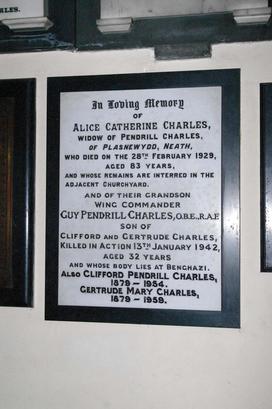 RLES.
In Loving Memory
OF
ALICE CATHERINE CHARLES,
WIDOW OF PENDRILL CHARLES,
OF PLASNEWYDD, NEATH,
WHO DIED ON THE 28TH FEBRUARY 1929,
AGED 83 YEARS,
AND WHOSE REMAINS ARE INTERRED IN THE
ADJACENT CHURCHYARD.
AND OF THEIR GRANDSON
WING COMMANDER
GUY PENDRILL CHARLES, O.B.E., R.A.F.
SON OF
CLIFFORD AND GERTRUDE CHARLES,
KILLED IN ACTION 13TH JANUARY 1942,
AGED 32 YEARS
AND WHOSE BODY LIES AT BENGHAZI.
ALSO CLIFFORD PENDRILL CHARLES,
1879 – 1954.
GERTRUDE MARY CHARLES,
1879 – 1959.